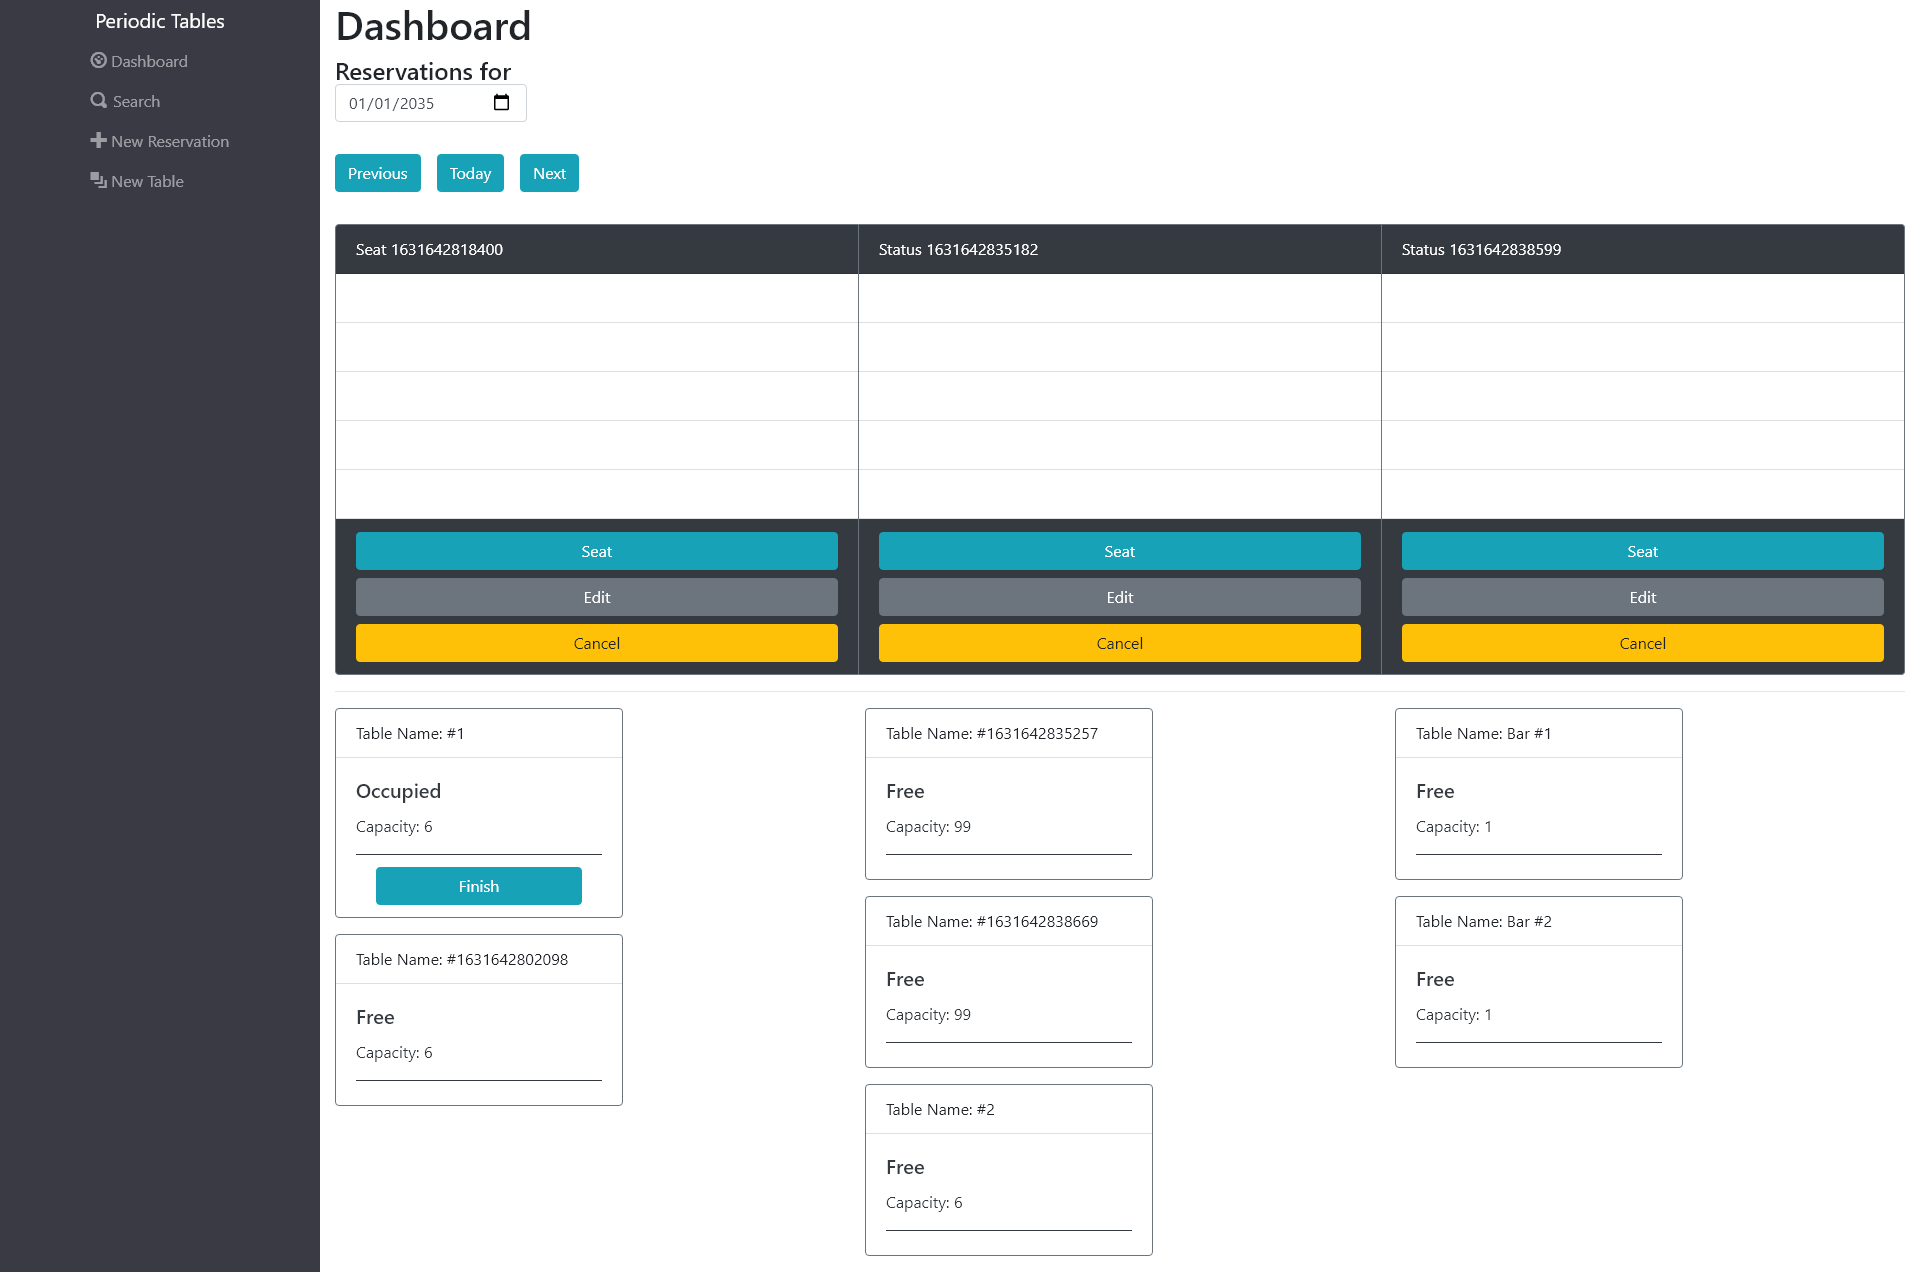 Periodic Tables
Dashboard
Search
New Reservation
New Table
Dashboard
Reservations for
01/01/2035
Previous Today Next
Seat 1631642818400
Status 1631642835182
Status 1631642838599
Seat
Edit
Cancel
Seat
Edit
Cancel
Seat
Edit
Cancel
Table Name: #1
Occupied
Capacity: 6
Finish
Table Name: #1631642802098
Free
Capacity: 6
Table Name: #1631642835257
Free
Capacity: 99
Table Name: #1631642838669
Free
Capacity: 99
Table Name: #2
Free
Capacity: 6
Table Name: Bar #1
Free
Capacity: 1
Table Name: Bar #2
Free
Capacity: 1